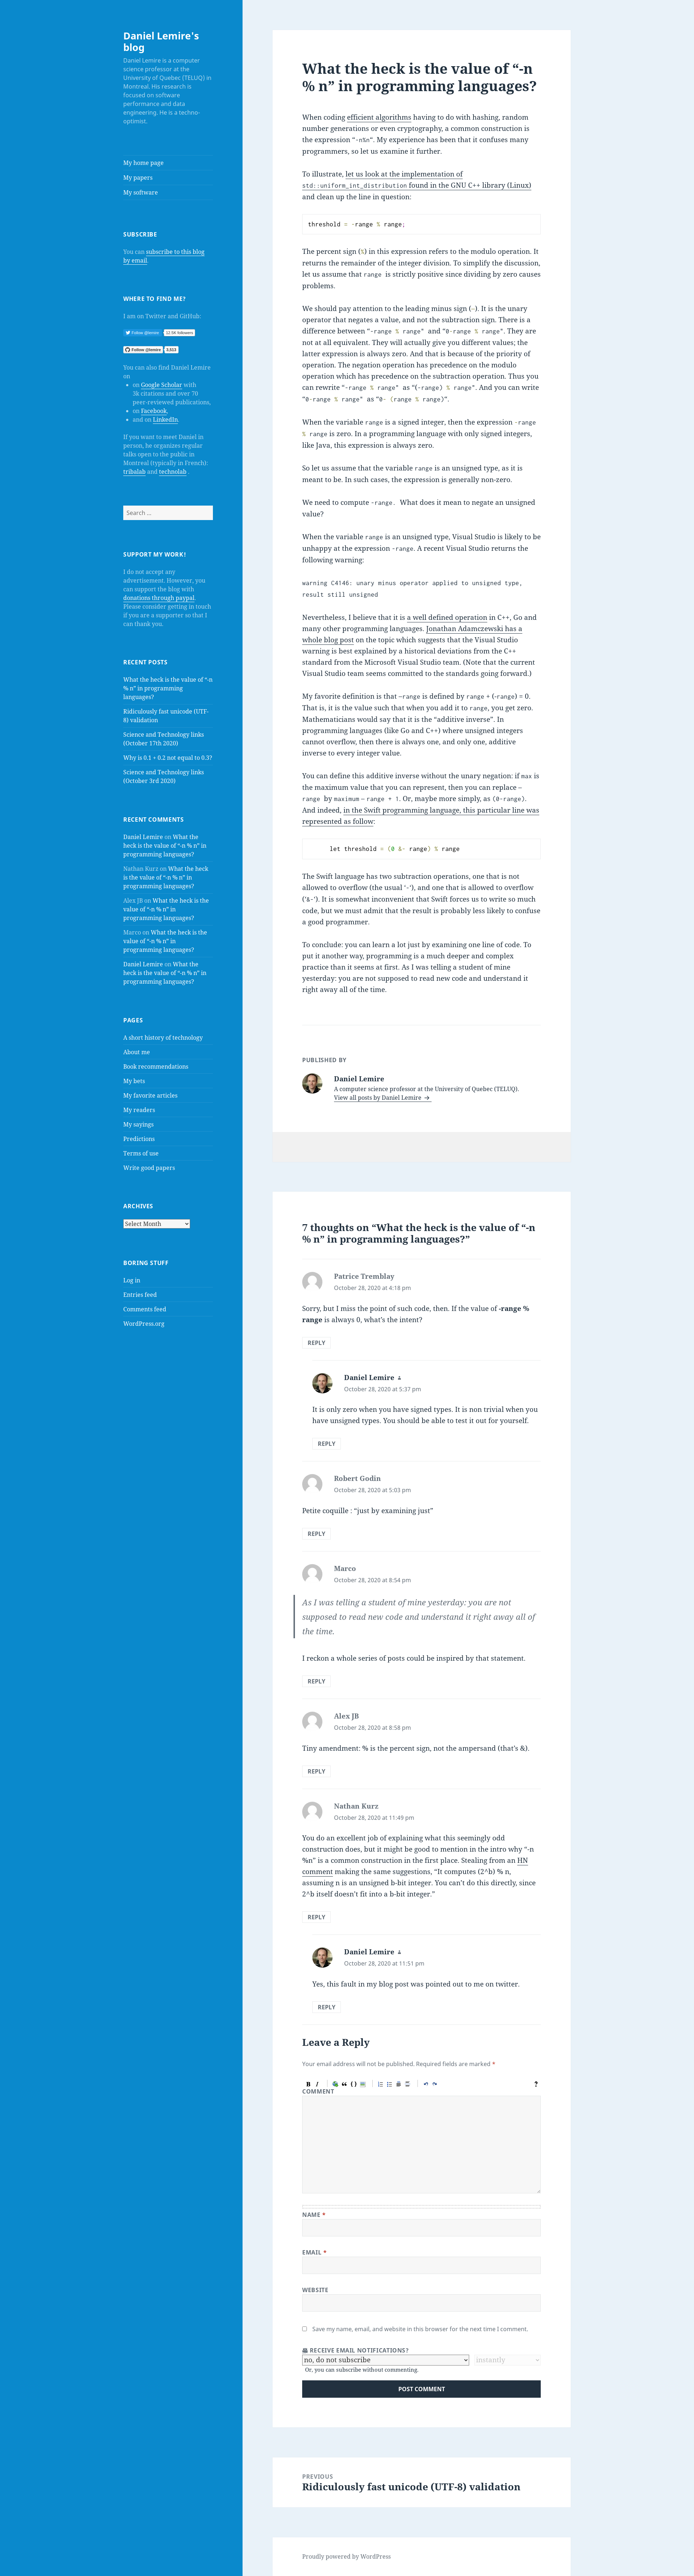 Daniel Lemire's
blog
Daniel Lemire is a computer
science professor at the
University of Quebec (TELUQ) in
Montreal. His research is
focused on software
performance and data
engineering. He is a techno-
optimist.
My home page
My papers
My software
SUBSCRIBE
You can subscribe to this blog
by email.
WHERE TO FIND ME?
I am on Twitter and GitHub:
Follow @lemire 12.5K followers
Follow @lemire 3,513
You can also find Daniel Lemire
on
on Google Scholar with
3k citations and over 70
peer-reviewed publications,
on Facebook,
and on LinkedIn.
If you want to meet Daniel in
person, he organizes regular
talks open to the public in
Montreal (typically in French):
tribalab and technolab.
Search …
SUPPORT MY WORK!
I do not accept any
advertisement. However, you
can support the blog with
donations through paypal.
Please consider getting in touch
if you are a supporter so that I
can thank you.
RECENT POSTS
What the heck is the value of “-n
% n” in programming
languages?
Ridiculously fast unicode (UTF-
8) validation
Science and Technology links
(October 17th 2020)
Why is 0.1 + 0.2 not equal to 0.3?
Science and Technology links
(October 3rd 2020)
RECENT COMMENTS
Daniel Lemire on What the
heck is the value of “-n % n” in
programming languages?
Nathan Kurz on What the heck
is the value of “-n % n” in
programming languages?
Alex JB on What the heck is the
value of “-n % n” in
programming languages?
Marco on What the heck is the
value of “-n % n” in
programming languages?
Daniel Lemire on What the
heck is the value of “-n % n” in
programming languages?
PAGES
A short history of technology
About me
Book recommendations
My bets
My favorite articles
My readers
My sayings
Predictions
Terms of use
Write good papers
ARCHIVES
Select Month
BORING STUFF
Log in
Entries feed
Comments feed
WordPress.org
What the heck is the value of “-n
% n” in programming languages?
When coding efficient algorithms having to do with hashing, random
number generations or even cryptography, a common construction is
the expression “-n%n“. My experience has been that it confuses many
programmers, so let us examine it further.
To illustrate, let us look at the implementation of
std::uniform_int_distribution found in the GNU C++ library (Linux)
and clean up the line in question:
threshold = -range % range;
The percent sign (%) in this expression refers to the modulo operation. It
returns the remainder of the integer division. To simplify the discussion,
let us assume that range is strictly positive since dividing by zero causes
problems.
We should pay attention to the leading minus sign (-). It is the unary
operator that negates a value, and not the subtraction sign. There is a
difference between “-range % range” and “0-range % range”. They are
not at all equivalent. They will actually give you different values; the
latter expression is always zero. And that is because of the priority of
operation. The negation operation has precedence on the modulo
operation which has precedence on the subtraction operation. Thus you
can rewrite “-range % range” as “(-range) % range”. And you can write
“0-range % range” as “0- (range % range)”.
When the variable range is a signed integer, then the expression -range
% range is zero. In a programming language with only signed integers,
like Java, this expression is always zero.
So let us assume that the variable range is an unsigned type, as it is
meant to be. In such cases, the expression is generally non-zero.
We need to compute -range. What does it mean to negate an unsigned
value?
When the variable range is an unsigned type, Visual Studio is likely to be
unhappy at the expression -range. A recent Visual Studio returns the
following warning:
warning C4146: unary minus operator applied to unsigned type,
result still unsigned
Nevertheless, I believe that it is a well defined operation in C++, Go and
many other programming languages. Jonathan Adamczewski has a
whole blog post on the topic which suggests that the Visual Studio
warning is best explained by a historical deviations from the C++
standard from the Microsoft Visual Studio team. (Note that the current
Visual Studio team seems committed to the standards going forward.)
My favorite definition is that –range is defined by range + (-range) = 0.
That is, it is the value such that when you add it to range, you get zero.
Mathematicians would say that it is the “additive inverse”. In
programming languages (like Go and C++) where unsigned integers
cannot overflow, then there is always one, and only one, additive
inverse to every integer value.
You can define this additive inverse without the unary negation: if max is
the maximum value that you can represent, then you can replace –
range by maximum – range + 1. Or, maybe more simply, as (0-range).
And indeed, in the Swift programming language, this particular line was
represented as follow:
let threshold = (0 &- range) % range
The Swift language has two subtraction operations, one that is not
allowed to overflow (the usual ‘-’), and one that is allowed to overflow
(‘&-’). It is somewhat inconvenient that Swift forces us to write so much
code, but we must admit that the result is probably less likely to confuse
a good programmer.
To conclude: you can learn a lot just by examining one line of code. To
put it another way, programming is a much deeper and complex
practice than it seems at first. As I was telling a student of mine
yesterday: you are not supposed to read new code and understand it
right away all of the time.
PUBLISHED BY
Daniel Lemire
A computer science professor at the University of Quebec (TELUQ).
View all posts by Daniel Lemire →
7 thoughts on “What the heck is the value of “-n
% n” in programming languages?”
Patrice Tremblay
October 28, 2020 at 4:18 pm
Sorry, but I miss the point of such code, then. If the value of -range %
range is always 0, what’s the intent?
REPLY
Daniel Lemire
October 28, 2020 at 5:37 pm
It is only zero when you have signed types. It is non trivial when you
have unsigned types. You should be able to test it out for yourself.
REPLY
Robert Godin
October 28, 2020 at 5:03 pm
Petite coquille : “just by examining just”
REPLY
Marco
October 28, 2020 at 8:54 pm
As I was telling a student of mine yesterday: you are not
supposed to read new code and understand it right away all of
the time.
I reckon a whole series of posts could be inspired by that statement.
REPLY
Alex JB
October 28, 2020 at 8:58 pm
Tiny amendment: % is the percent sign, not the ampersand (that’s &).
REPLY
Nathan Kurz
October 28, 2020 at 11:49 pm
You do an excellent job of explaining what this seemingly odd
construction does, but it might be good to mention in the intro why “-n
%n” is a common construction in the first place. Stealing from an HN
comment making the same suggestions, “It computes (2^b) % n,
assuming n is an unsigned b-bit integer. You can’t do this directly, since
2^b itself doesn’t fit into a b-bit integer.”
REPLY
Daniel Lemire
October 28, 2020 at 11:51 pm
Yes, this fault in my blog post was pointed out to me on twitter.
REPLY
Leave a Reply
Your email address will not be published. Required fields are marked *
COMMENT
NAME *
EMAIL *
WEBSITE
Save my name, email, and website in this browser for the next time I comment.
RECEIVE EMAIL NOTIFICATIONS?
no, do not subscribe
instantly
Or, you can subscribe without commenting.
POST COMMENT
PREVIOUS
Ridiculously fast unicode (UTF-8) validation
Proudly powered by WordPress